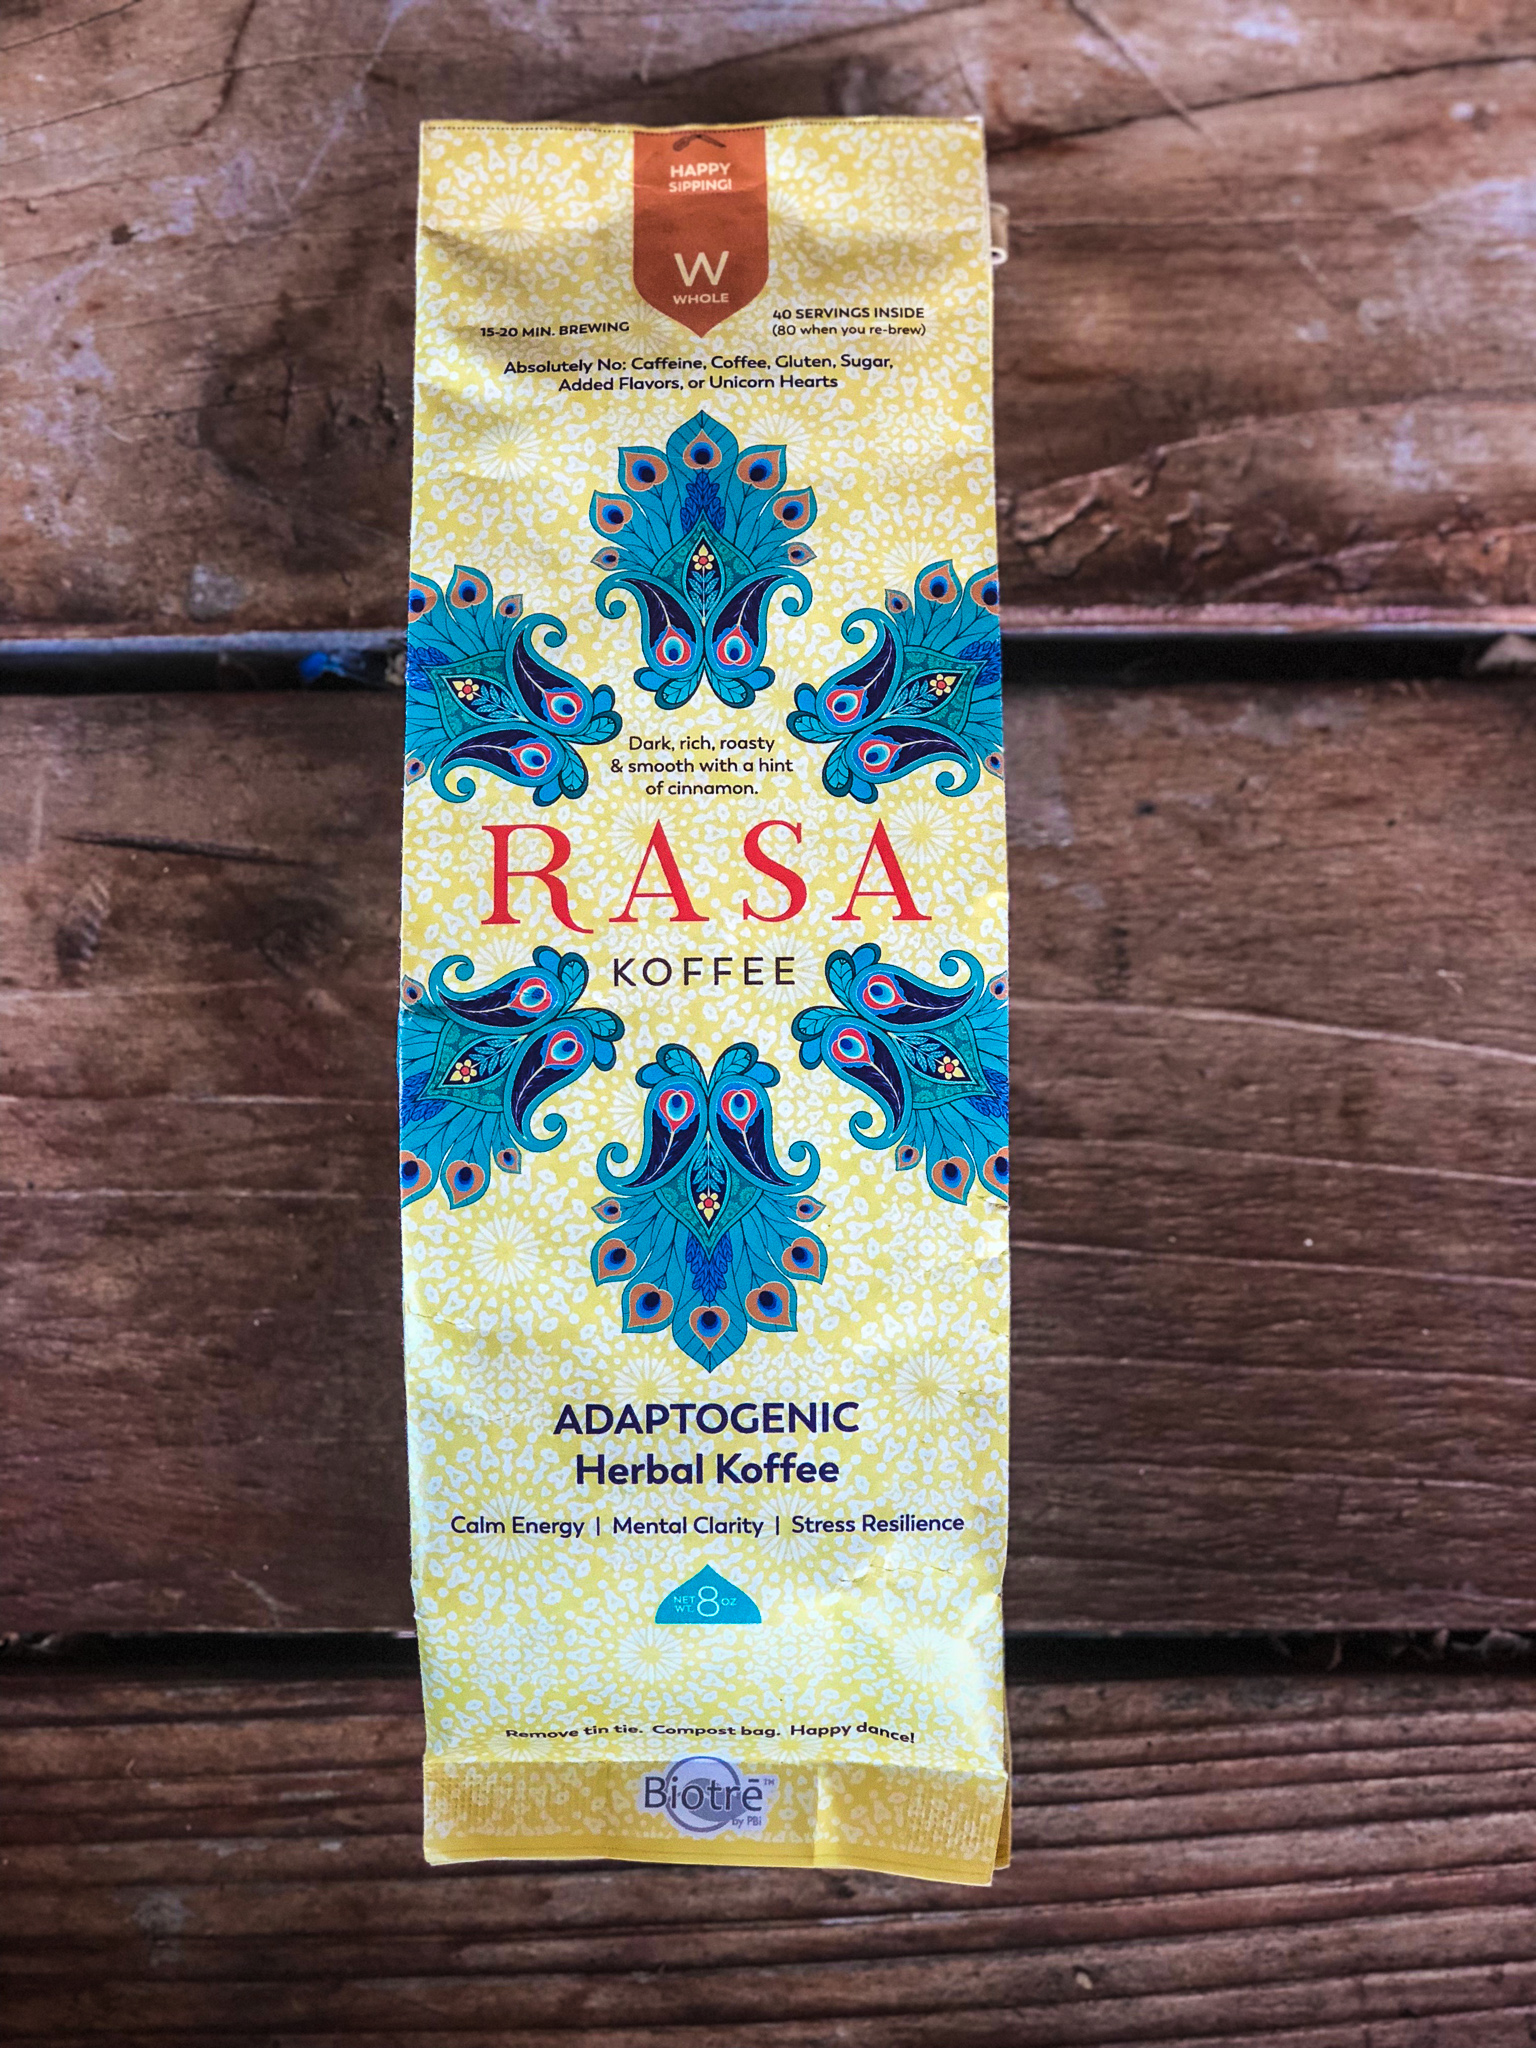 HAPPY
SIPPING!
W
WHOLE
15-20 MIN. BREWING
40 SERVINGS INSIDE
(80 when you re-brew)
Absolutely No: Caffeine, Coffee, Gluten, Sugar,
Added Flavors, or Unicorn Hearts
Dark, rich, roasty
& smooth with a hint
of cinnamon.
RASA
KOFFEE
ADAPTOGENIC
Herbal Koffee
Calm Energy | Mental Clarity | Stress Resilience
NET WT. 8 OZ
Remove tin tie. Compost bag. Happy dance!
Biotrē™
by PBi